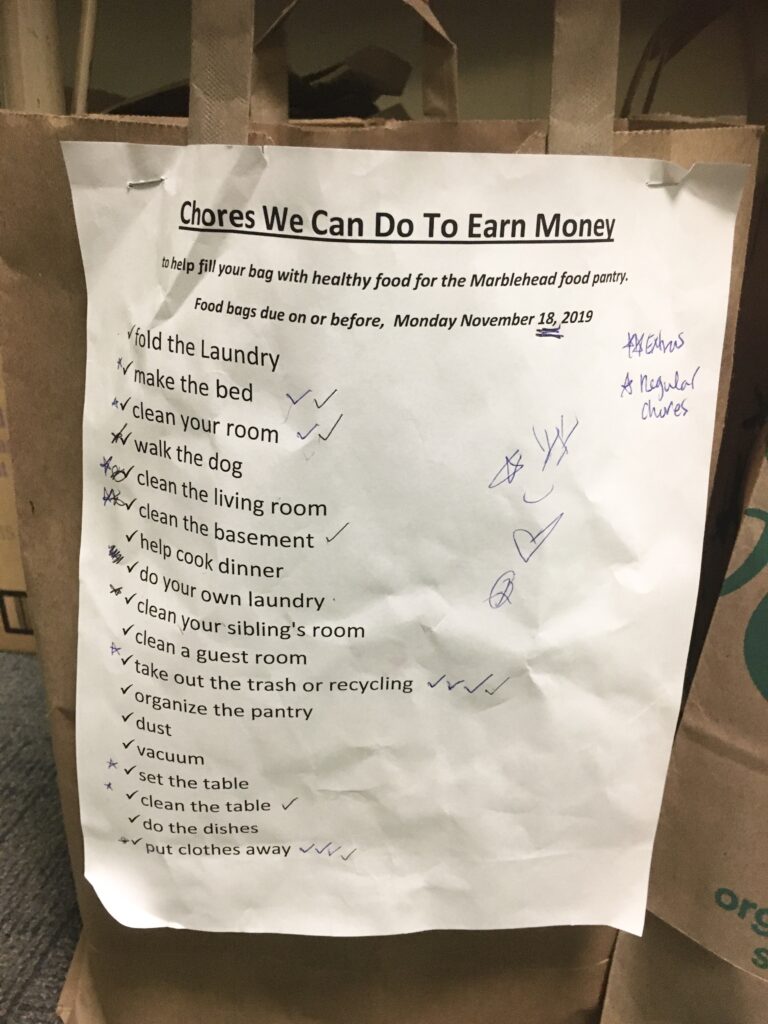 Chores We Can Do To Earn Money
to help fill your bag with healthy food for the Marblehead food pantry.
Food bags due on or before, Monday November 18, 2019
☆☆ Extras
☆ Regular
chores
✓fold the Laundry
✓make the bed ✓✓
✓clean your room ✓✓
✓walk the dog
✓clean the living room
✓clean the basement ✓
✓help cook dinner
✓do your own laundry
✓clean your sibling's room
✓clean a guest room
✓take out the trash or recycling ✓✓✓✓
✓organize the pantry
✓dust
✓vacuum
✓set the table
✓clean the table ✓
✓do the dishes
✓put clothes away ✓✓✓✓